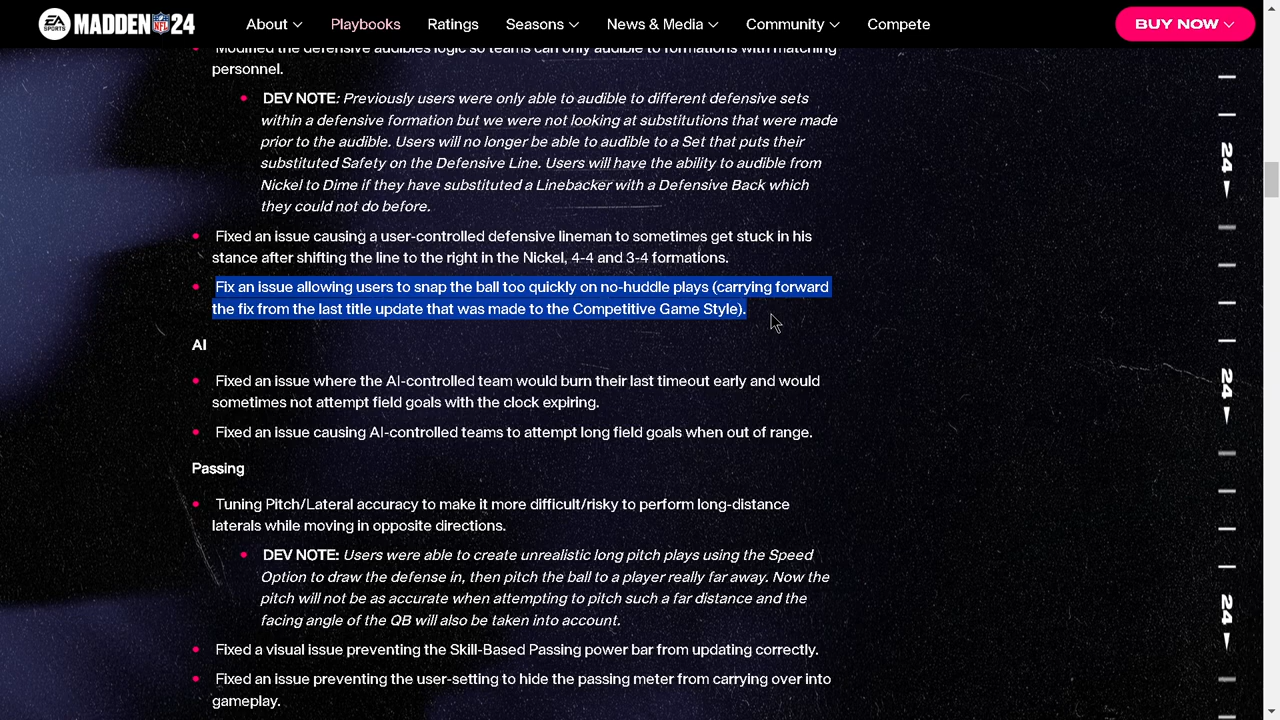 EA SPORTS MADDEN NFL 24 About Playbooks Ratings Seasons News & Media Community Compete BUY NOW
Modified the defensive audibles logic so teams can only audible to formations with matching
personnel.
DEV NOTE: Previously users were only able to audible to different defensive sets
within a defensive formation but we were not looking at substitutions that were made
prior to the audible. Users will no longer be able to audible to a Set that puts their
substituted Safety on the Defensive Line. Users will have the ability to audible from
Nickel to Dime if they have substituted a Linebacker with a Defensive Back which
they could not do before.
Fixed an issue causing a user-controlled defensive lineman to sometimes get stuck in his
stance after shifting the line to the right in the Nickel, 4-4 and 3-4 formations.
Fix an issue allowing users to snap the ball too quickly on no-huddle plays (carrying forward
the fix from the last title update that was made to the Competitive Game Style).
AI
Fixed an issue where the AI-controlled team would burn their last timeout early and would
sometimes not attempt field goals with the clock expiring.
Fixed an issue causing AI-controlled teams to attempt long field goals when out of range.
Passing
Tuning Pitch/Lateral accuracy to make it more difficult/risky to perform long-distance
laterals while moving in opposite directions.
DEV NOTE: Users were able to create unrealistic long pitch plays using the Speed
Option to draw the defense in, then pitch the ball to a player really far away. Now the
pitch will not be as accurate when attempting to pitch such a far distance and the
facing angle of the QB will also be taken into account.
Fixed a visual issue preventing the Skill-Based Passing power bar from updating correctly.
Fixed an issue preventing the user-setting to hide the passing meter from carrying over into
gameplay.
24
24
24